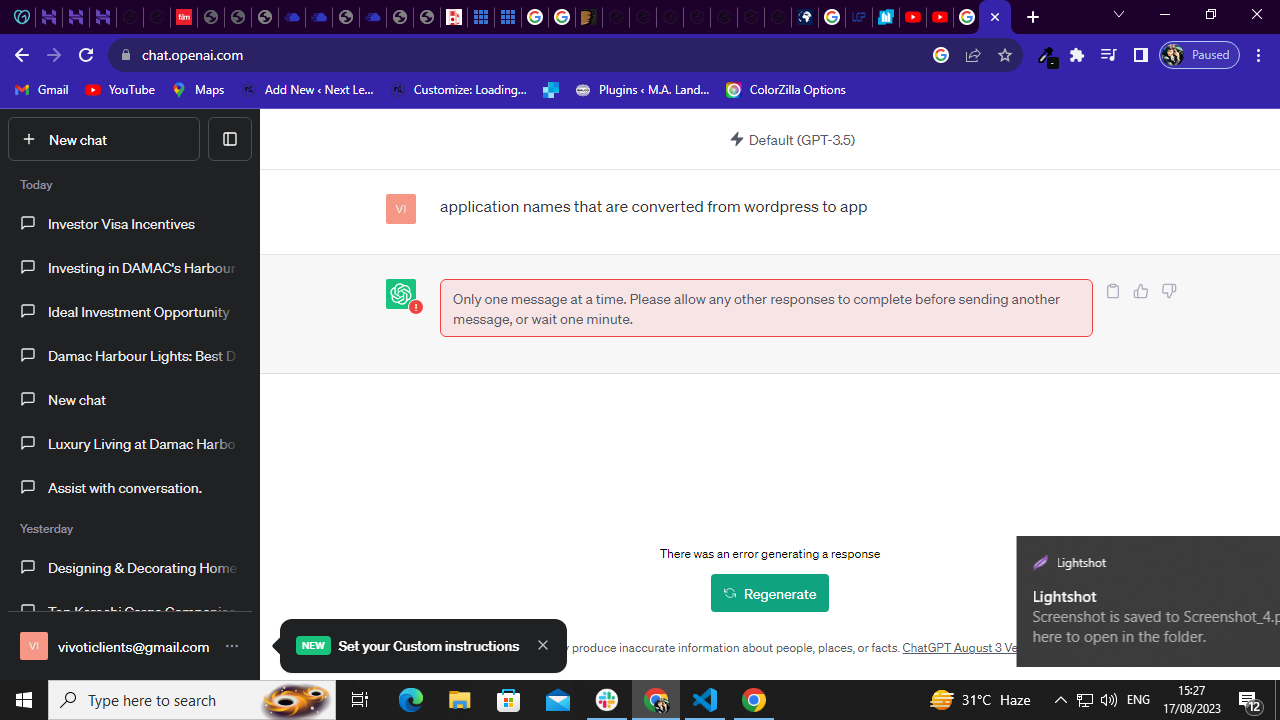 film
chat.openai.com
Paused
Gmail
YouTube
Maps
Add New ‹ Next Le...
Customize: Loading...
Plugins ‹ M.A. Land...
ColorZilla Options
New chat
Default (GPT-3.5)
Today
VI
application names that are converted from wordpress to app
Investor Visa Incentives
Investing in DAMAC's Harbour
Only one message at a time. Please allow any other responses to complete before sending another
message, or wait one minute.
Ideal Investment Opportunity
Damac Harbour Lights: Best D
New chat
Luxury Living at Damac Harbo
Assist with conversation.
Yesterday
Designing & Decorating Home
There was an error generating a response
Regenerate
Lightshot
Lightshot
Screenshot is saved to Screenshot_4.p
here to open in the folder.
VI
vivoticlients@gmail.com
NEW
Set your Custom instructions
y produce inaccurate information about people, places, or facts. ChatGPT August 3 Ve
Type here to search
31°C Haze
ENG
15:27
17/08/2023
12